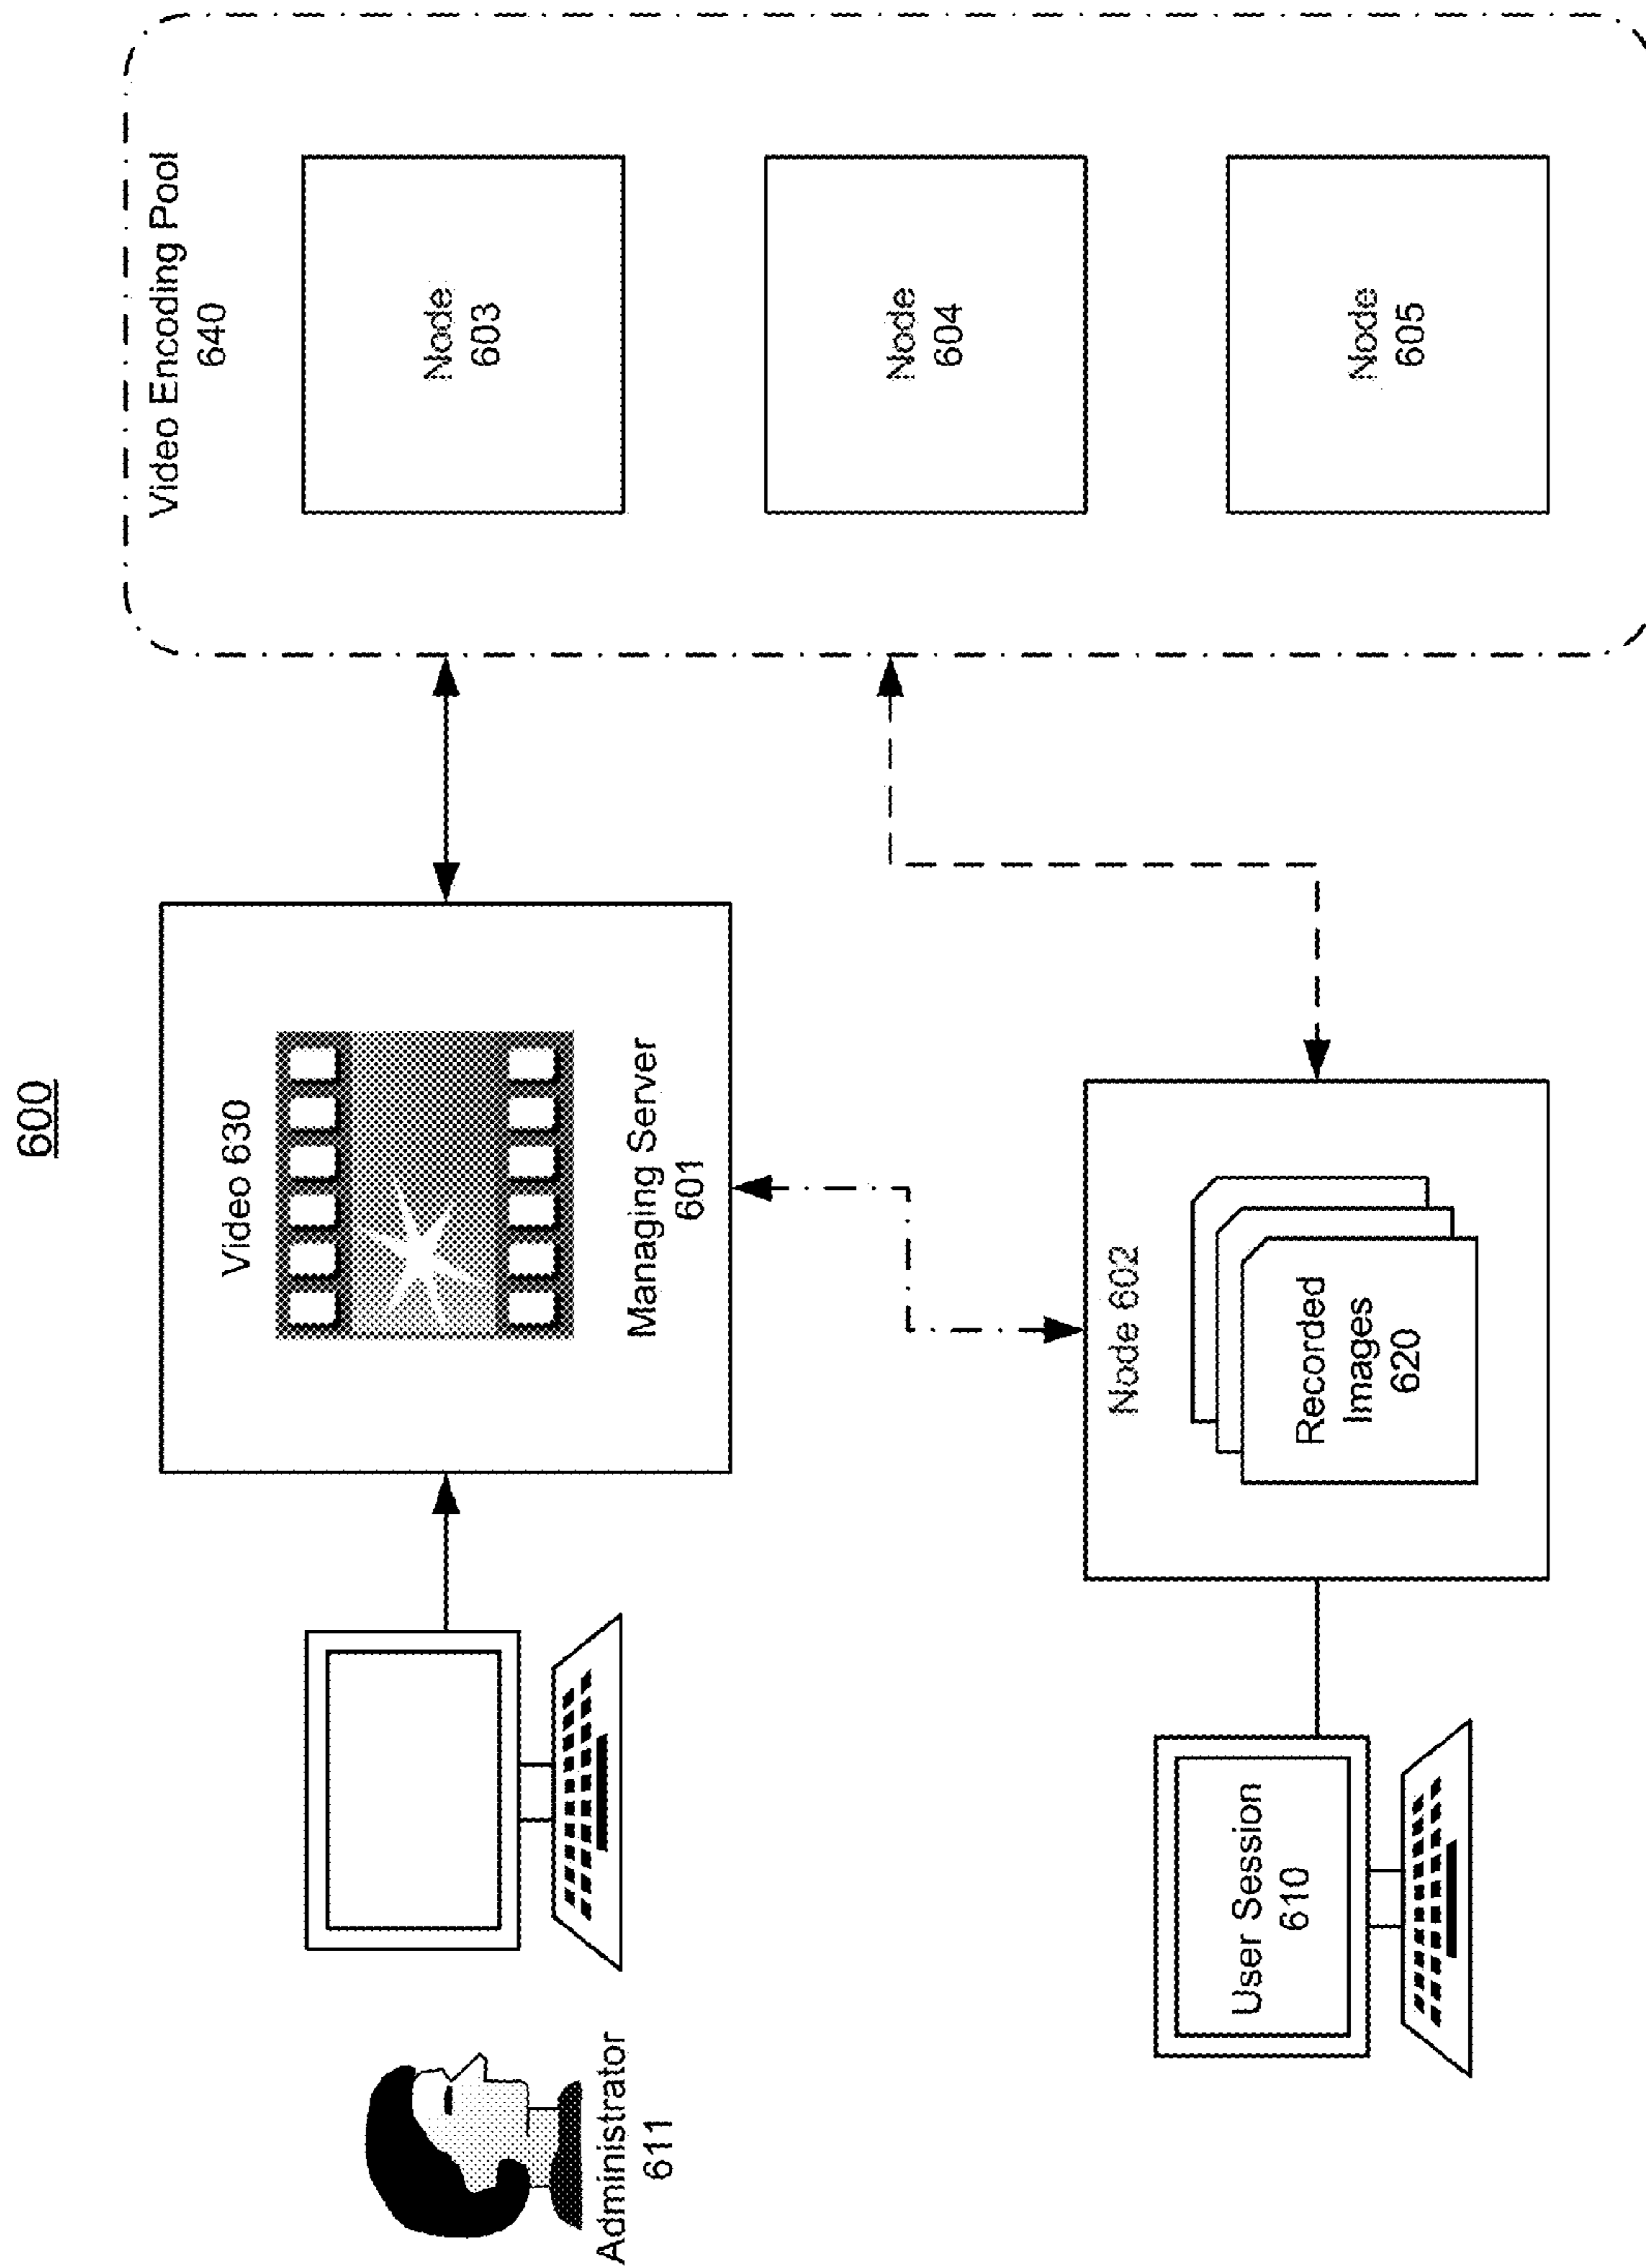 600
Administrator
611
Video 630
Managing Server
601
Video Encoding Pool
640
Node
603
Node
604
Node
605
User Session
610
Node 602
Recorded
Images
620